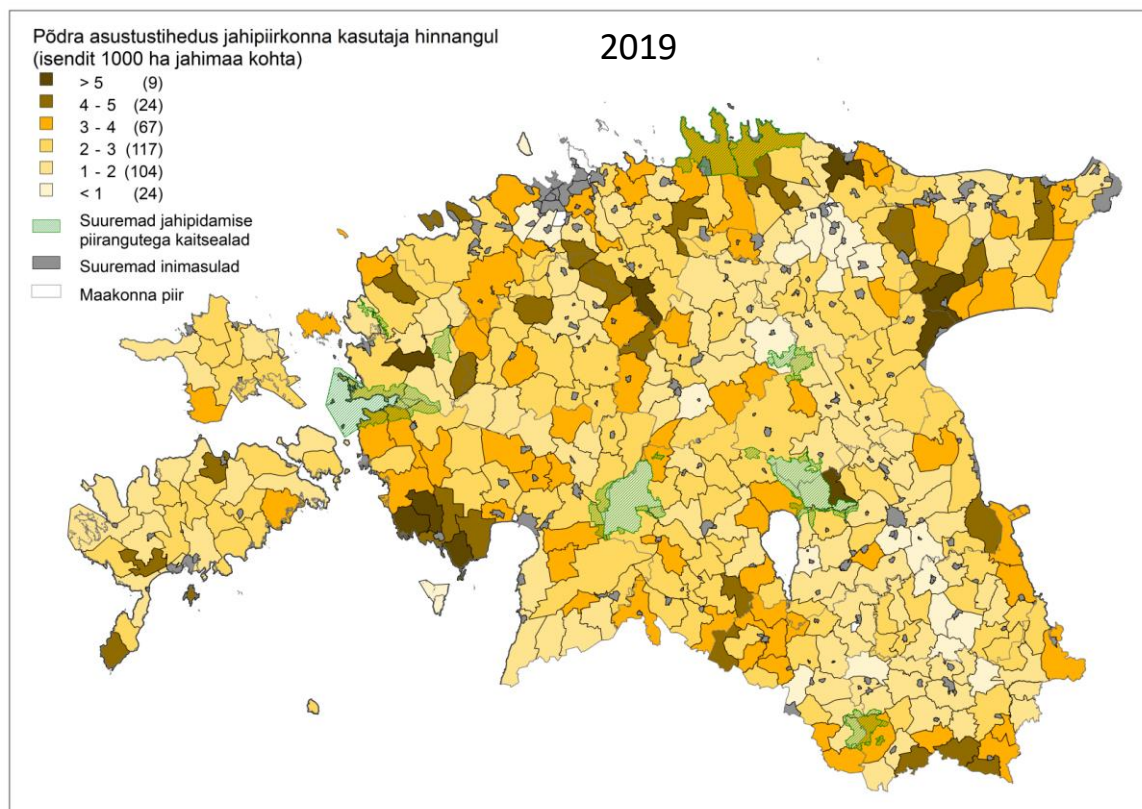 Põdra asustustihedus jahipiirkonna kasutaja hinnangul
(isendit 1000 ha jahimaa kohta)
2019
> 5 (9)
4 - 5 (24)
3 - 4 (67)
2 - 3 (117)
1 - 2 (104)
< 1 (24)
Suuremad jahipidamise
piirangutega kaitsealad
Suuremad inimasulad
Maakonna piir